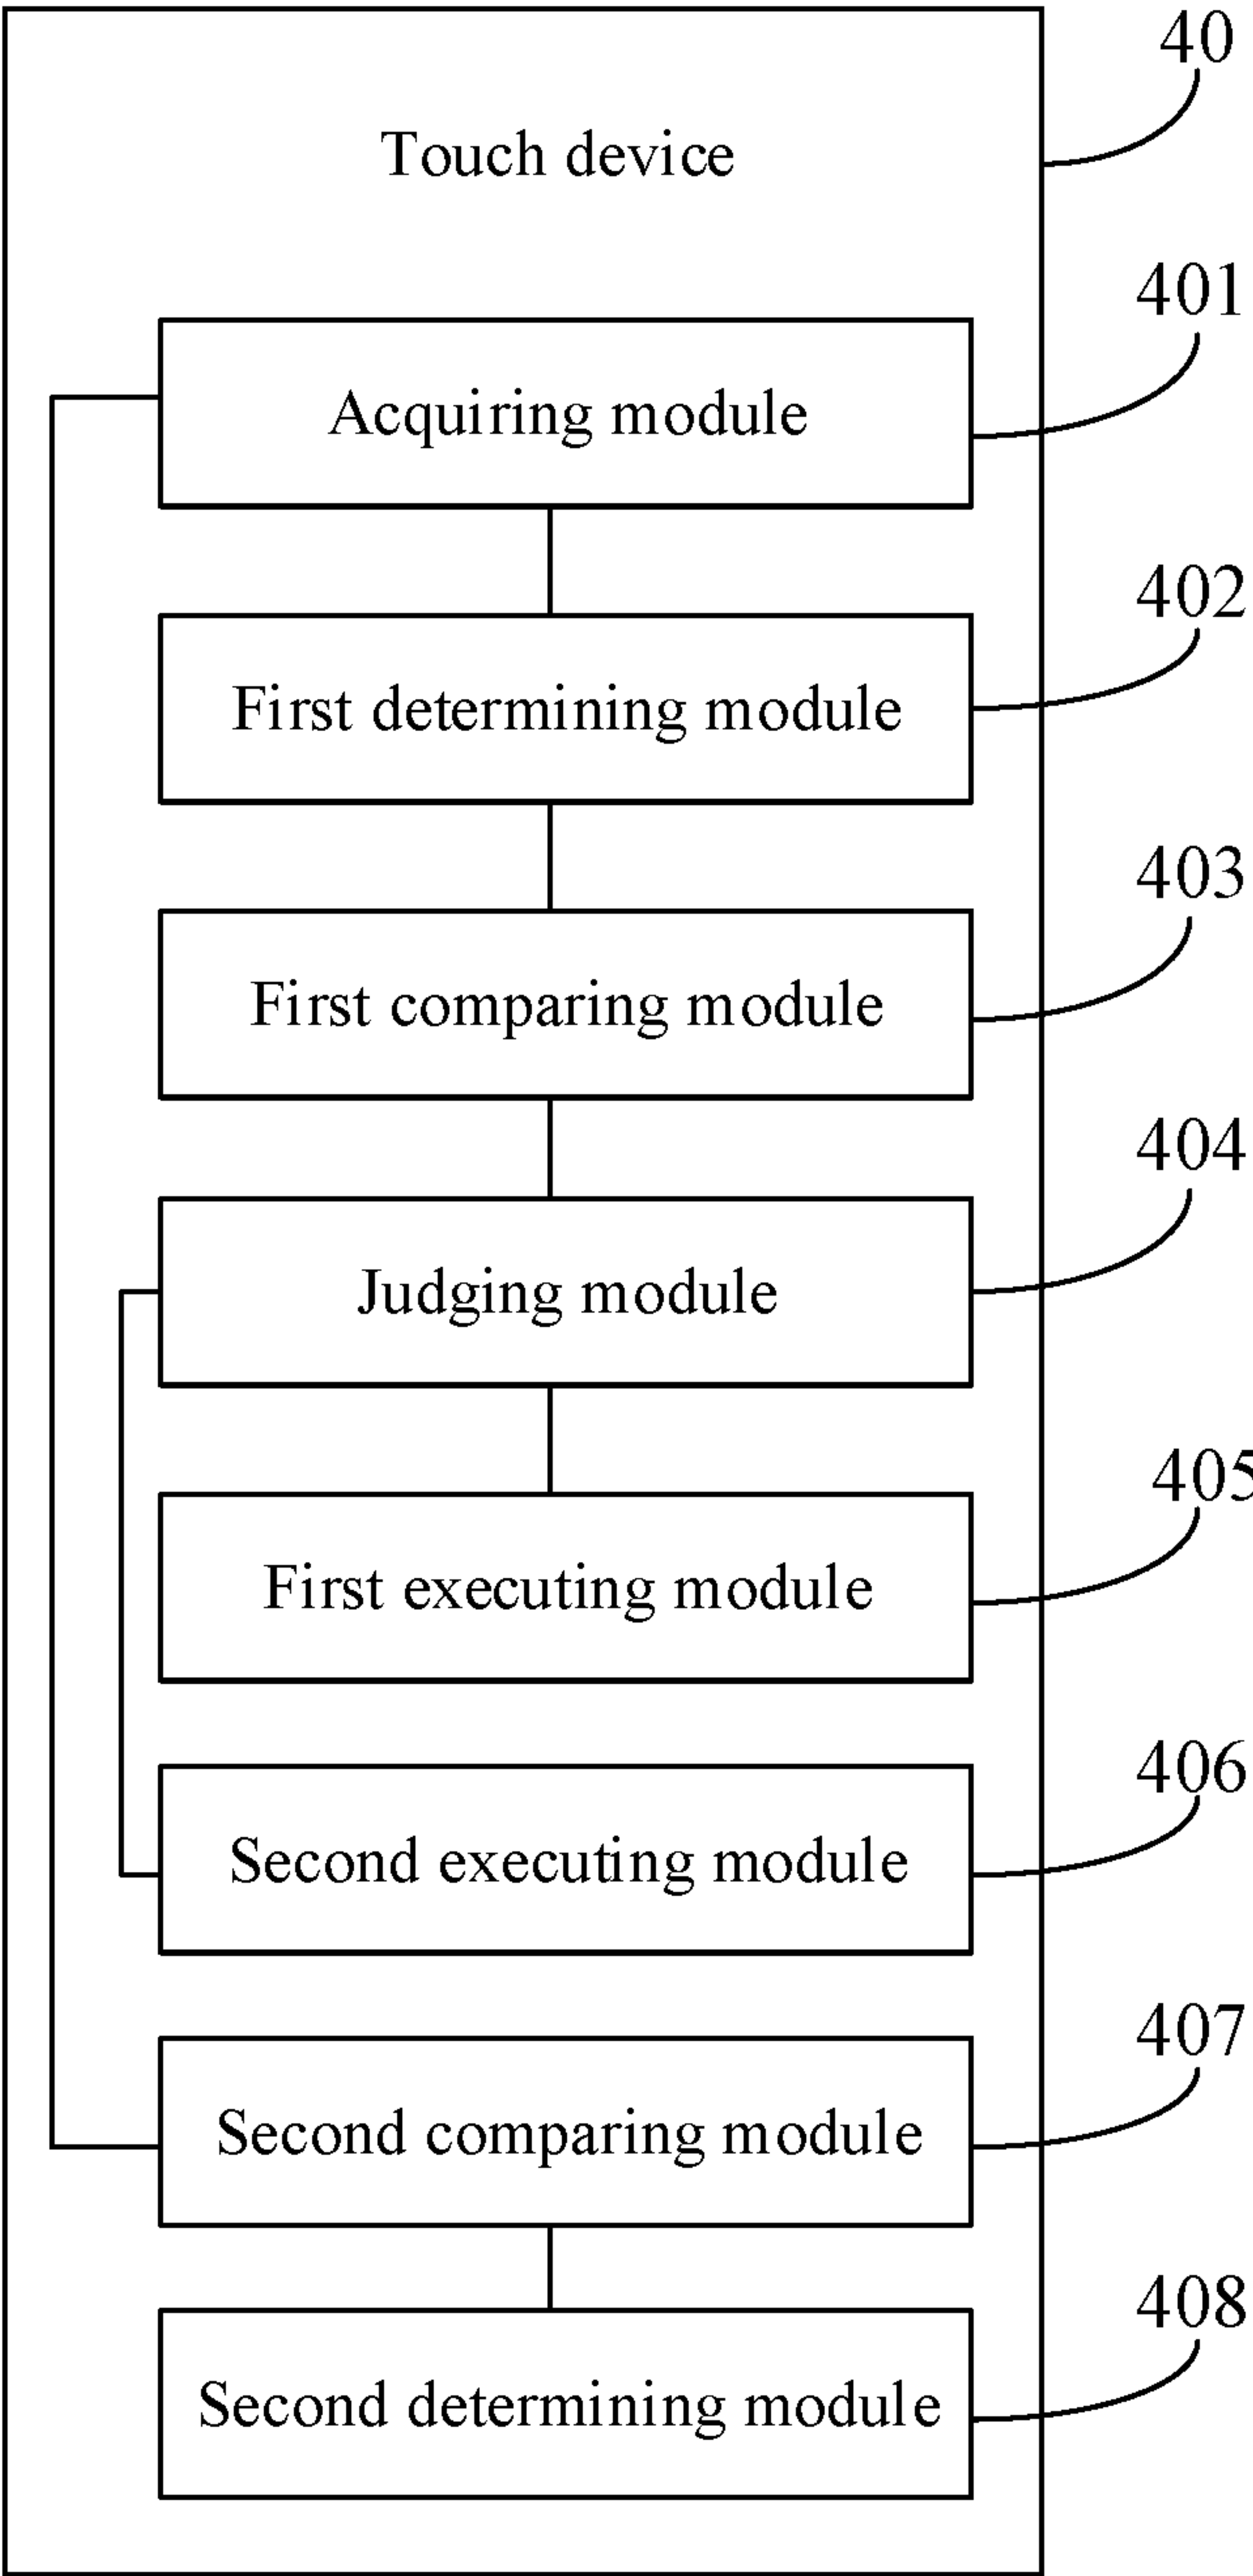 40
Touch device
401
Acquiring module
402
First determining module
403
First comparing module
404
Judging module
405
First executing module
406
Second executing module
407
Second comparing module
408
Second determining module